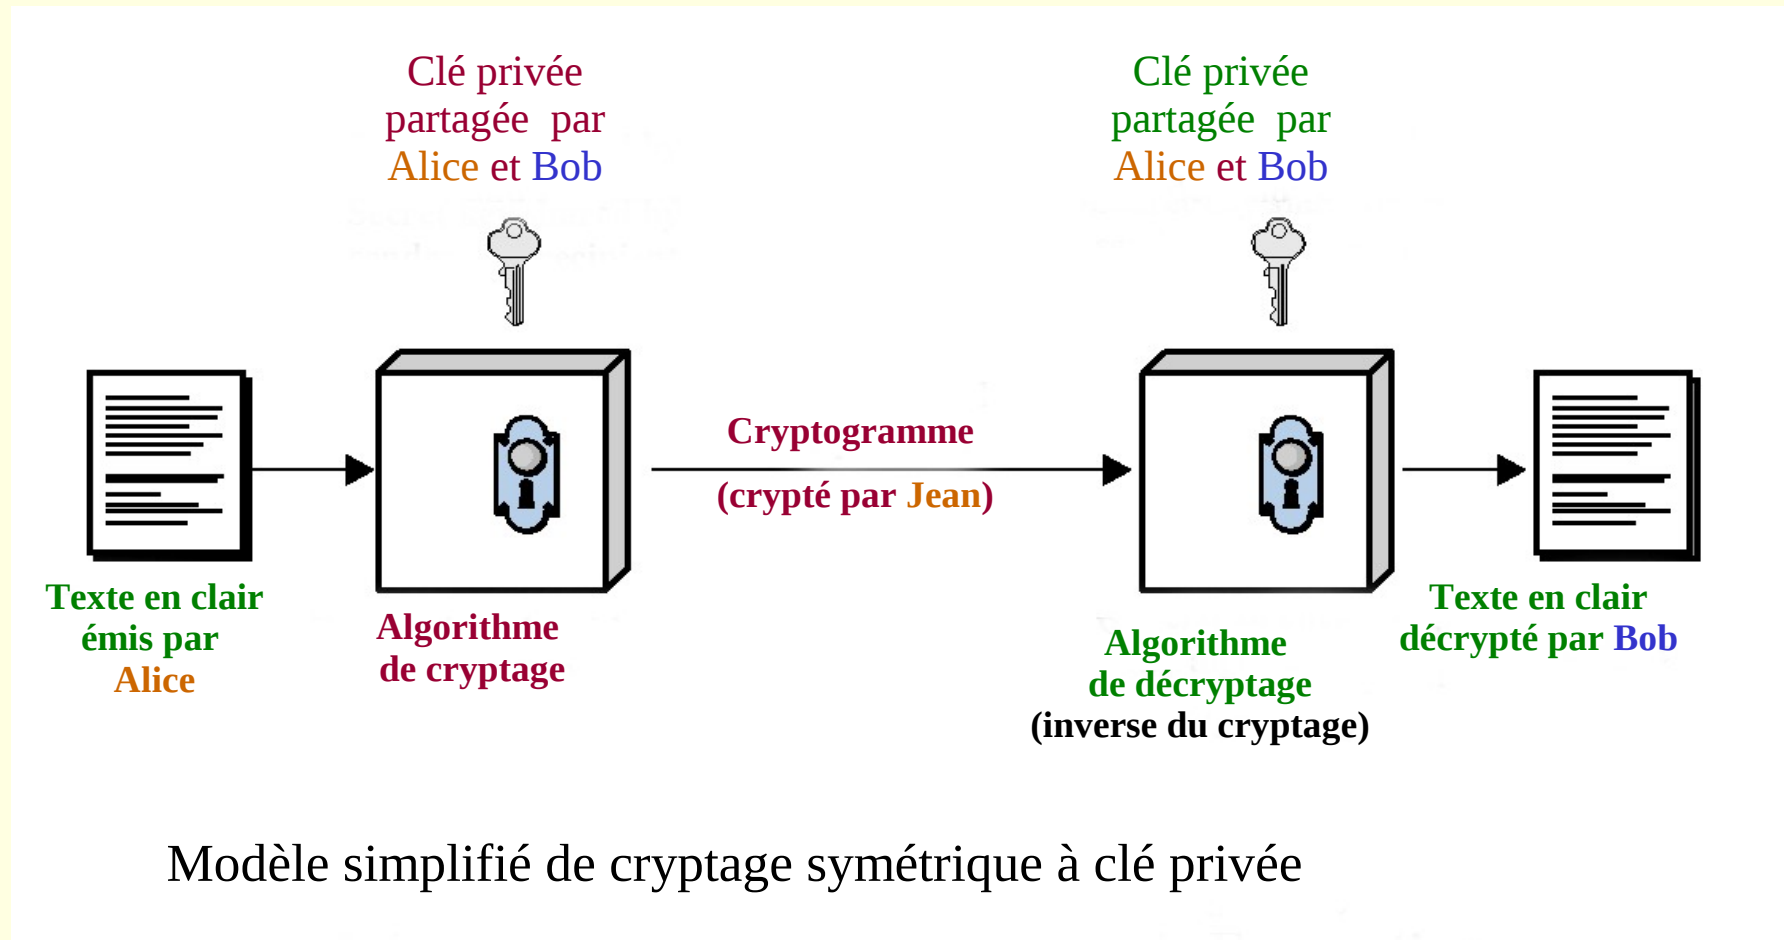 Clé privée
partagée par
Alice et Bob
Clé privée
partagée par
Alice et Bob
Cryptogramme
(crypté par Jean)
Texte en clair
émis par
Alice
Algorithme
de cryptage
Algorithme
de décryptage
(inverse du cryptage)
Texte en clair
décrypté par Bob
Modèle simplifié de cryptage symétrique à clé privée